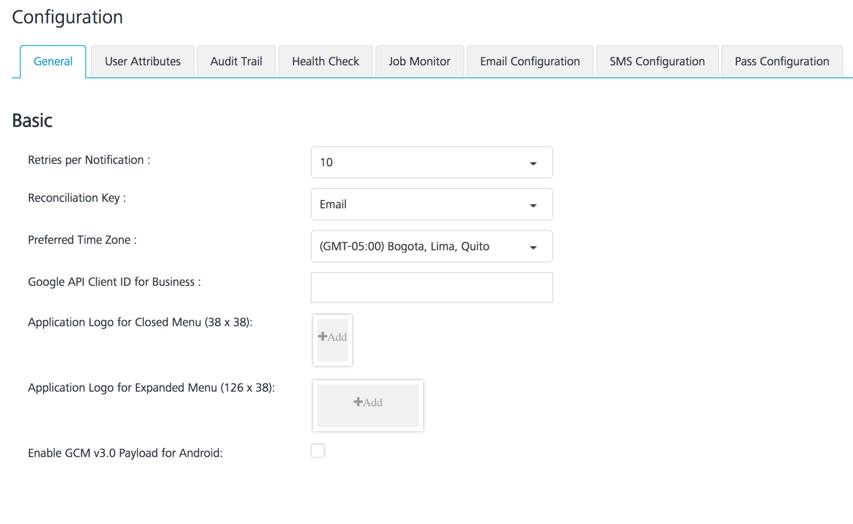 Configuration
General
User Attributes
Audit Trail
Health Check
Job Monitor
Email Configuration
SMS Configuration
Pass Configuration
Basic
Retries per Notification :
10
Reconciliation Key :
Email
Preferred Time Zone :
(GMT-05:00) Bogota, Lima, Quito
Google API Client ID for Business :
Application Logo for Closed Menu (38 x 38):
+Add
Application Logo for Expanded Menu (126 x 38):
+Add
Enable GCM v3.0 Payload for Android: